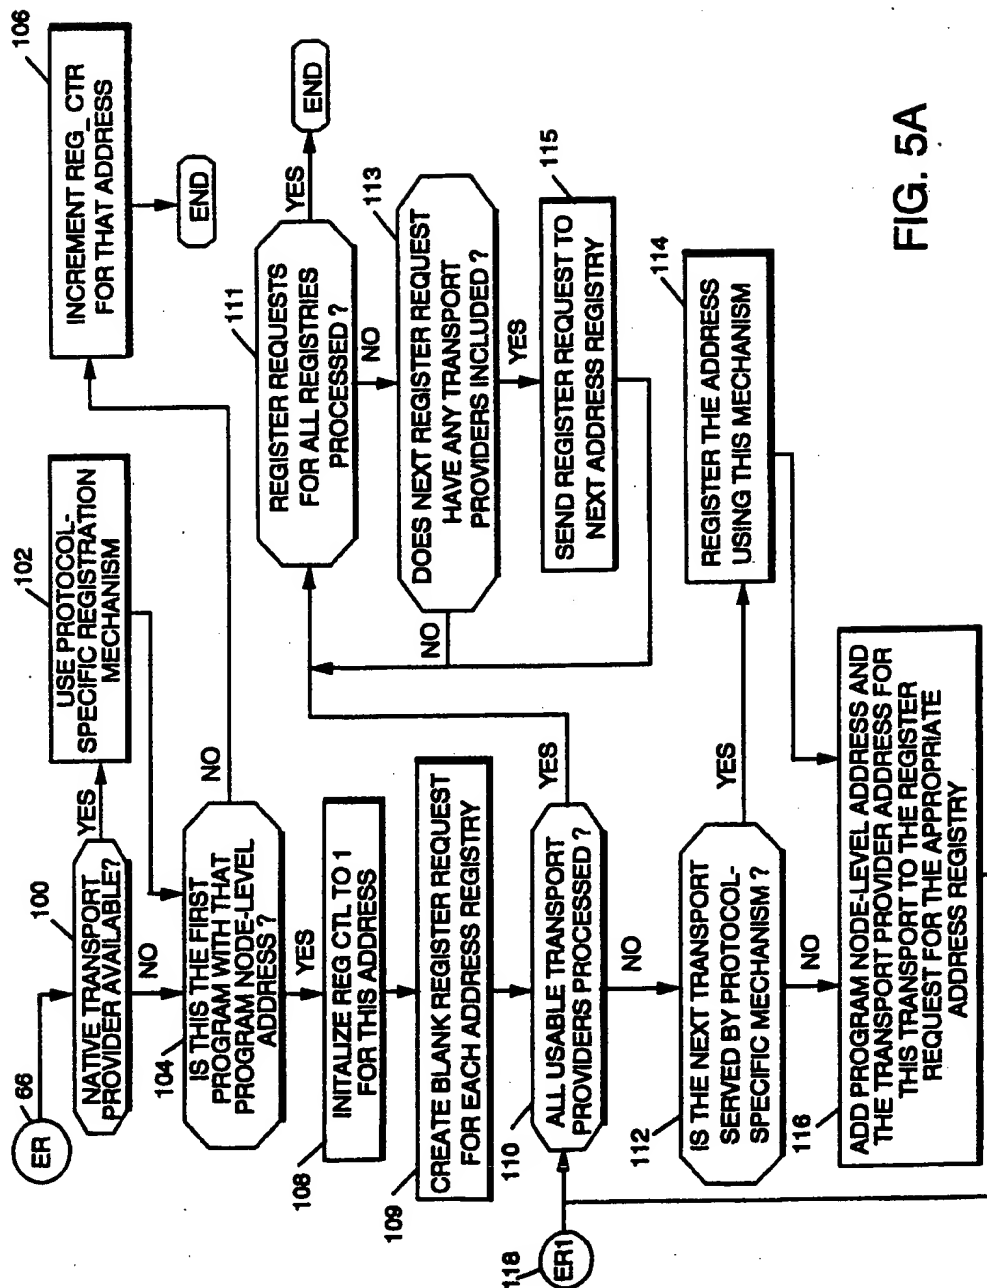 ER
66
NATIVE TRANSPORT
PROVIDER AVAILABLE?
100
YES
NO
USE PROTOCOL-
SPECIFIC REGISTRATION
MECHANISM
102
IS THIS THE FIRST
PROGRAM WITH THAT
PROGRAM NODE-LEVEL
ADDRESS ?
104
NO
YES
INCREMENT REG_CTR
FOR THAT ADDRESS
106
END
INITALIZE REG CTL TO 1
FOR THIS ADDRESS
108
CREATE BLANK REGISTER REQUEST
FOR EACH ADDRESS REGISTRY
109
ER1
118
ALL USABLE TRANSPORT
PROVIDERS PROCESSED ?
110
YES
NO
REGISTER REQUESTS
FOR ALL REGISTRIES
PROCESSED ?
111
YES
END
NO
DOES NEXT REGISTER REQUEST
HAVE ANY TRANSPORT
PROVIDERS INCLUDED ?
113
NO
YES
SEND REGISTER REQUEST TO
NEXT ADDRESS REGISTRY
115
IS THE NEXT TRANSPORT
SERVED BY PROTOCOL-
SPECIFIC MECHANISM ?
112
YES
NO
REGISTER THE ADDRESS
USING THIS MECHANISM
114
ADD PROGRAM NODE-LEVEL ADDRESS AND
THE TRANSPORT PROVIDER ADDRESS FOR
THIS TRANSPORT TO THE REGISTER
REQUEST FOR THE APPROPRIATE
ADDRESS REGISTRY
116
FIG. 5A